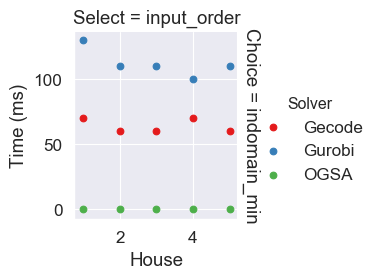 Select = input_order
Choice = indomain_min
Time (ms)
100
50
0
2 4
House
Solver
Gecode
Gurobi
OGSA